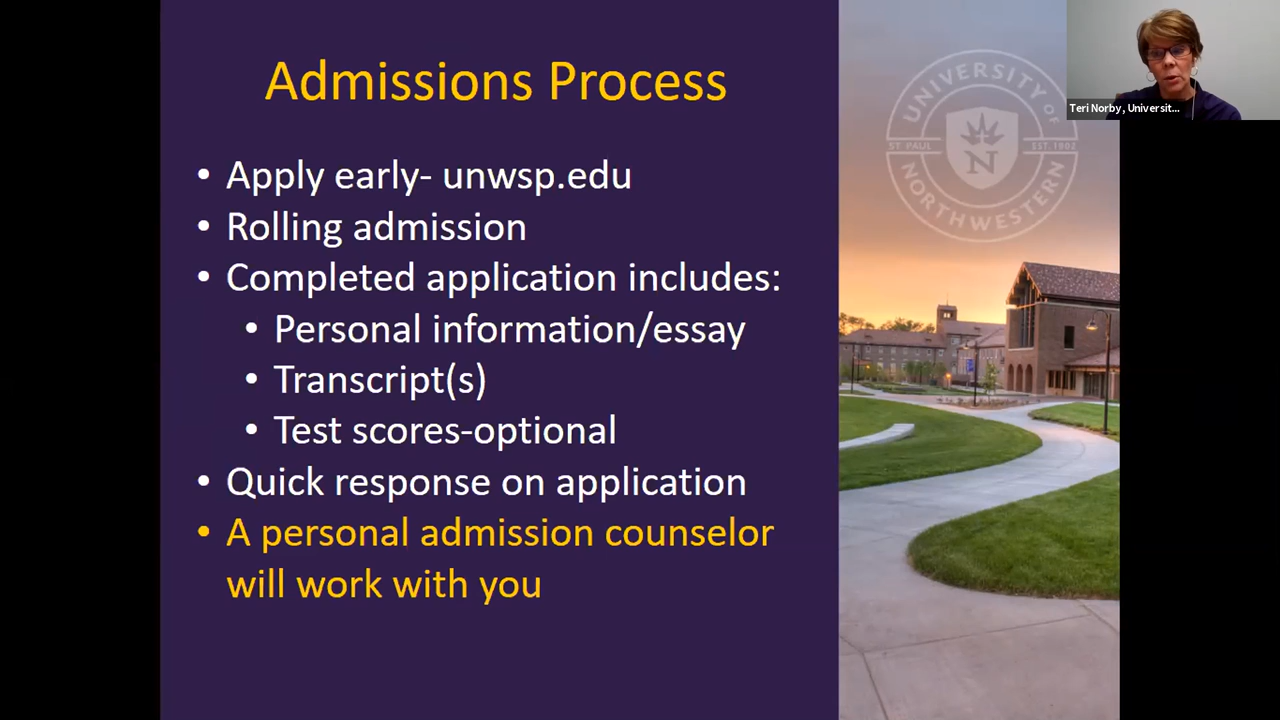 Admissions Process
• Apply early- unwsp.edu
• Rolling admission
• Completed application includes:
• Personal information/essay
• Transcript(s)
• Test scores-optional
• Quick response on application
• A personal admission counselor
will work with you
UNIVERSITY OF
ST. PAUL
EST. 1902
N
NORTHWESTERN
Teri Norby, Universit...